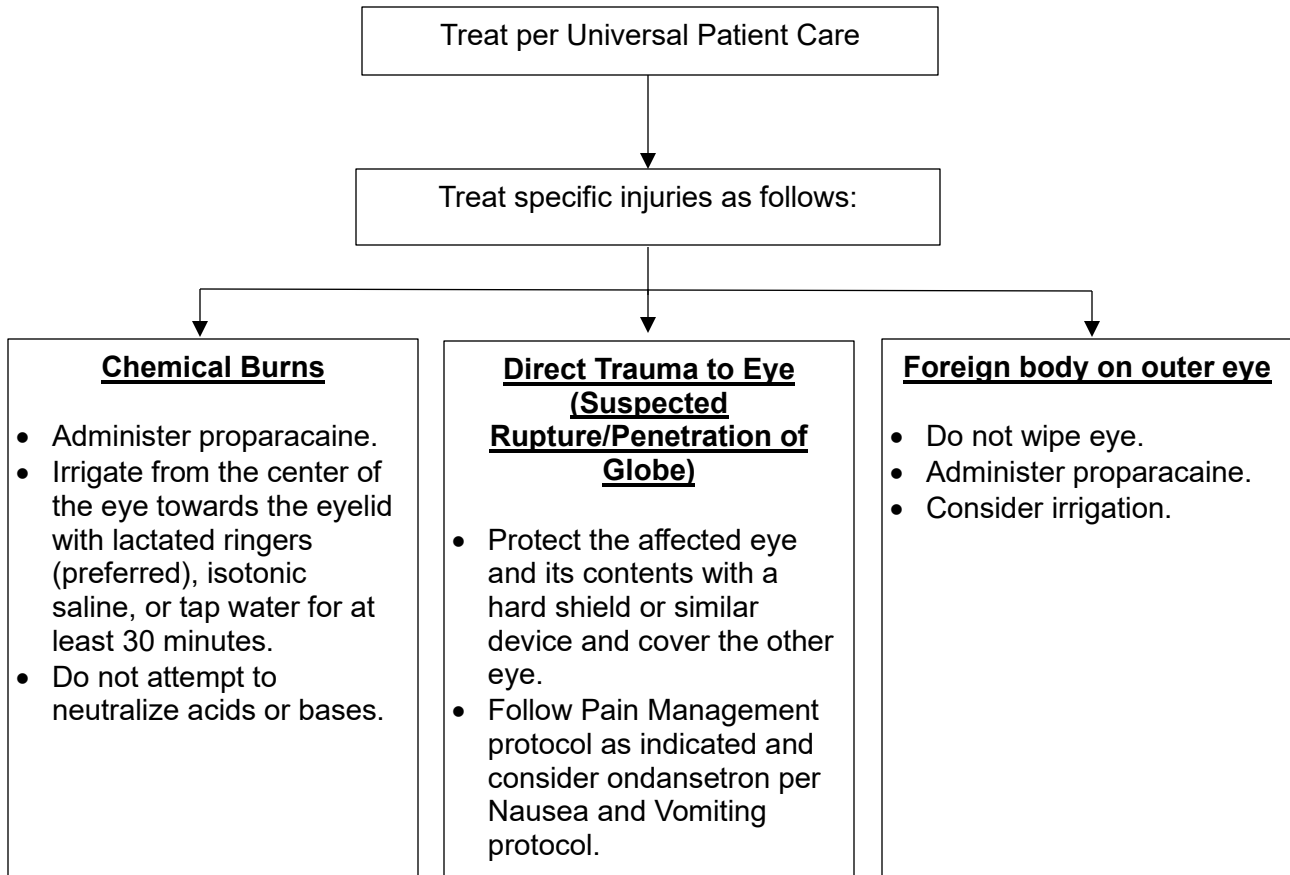 Treat per Universal Patient Care
Treat specific injuries as follows:
Chemical Burns
• Administer proparacaine.
• Irrigate from the center of
the eye towards the eyelid
with lactated ringers
(preferred), isotonic
saline, or tap water for at
least 30 minutes.
• Do not attempt to
neutralize acids or bases.
Direct Trauma to Eye
(Suspected
Rupture/Penetration of
Globe)
• Protect the affected eye
and its contents with a
hard shield or similar
device and cover the other
eye.
• Follow Pain Management
protocol as indicated and
consider ondansetron per
Nausea and Vomiting
protocol.
Foreign body on outer eye
• Do not wipe eye.
• Administer proparacaine.
• Consider irrigation.